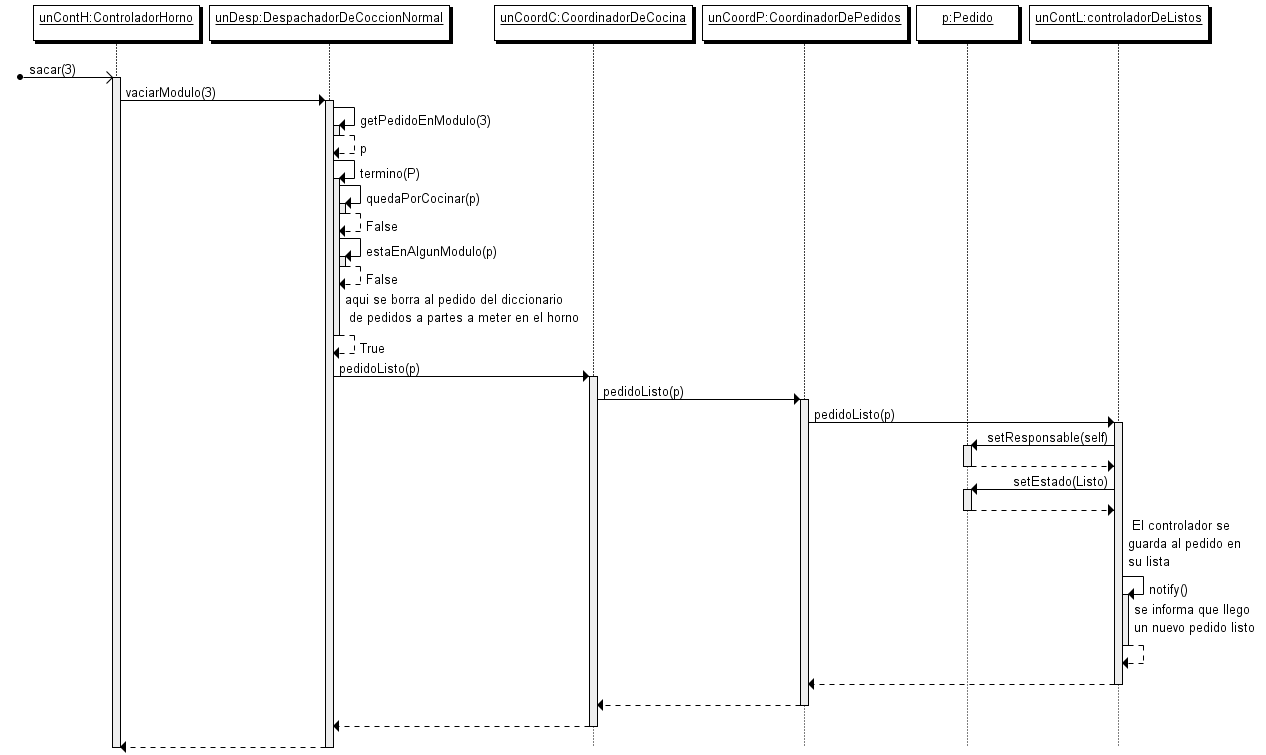 unContH:ControladorHorno
unDesp:DespachadorDeCoccionNormal
unCoordC:CoordinadorDeCocina
unCoordP:CoordinadorDePedidos
p:Pedido
unContL:controladorDeListos
sacar(3)
vaciarModulo(3)
getPedidoEnModulo(3)
p
termino(P)
quedaPorCocinar(p)
False
estaEnAlgunModulo(p)
False
aqui se borra al pedido del diccionario
de pedidos a partes a meter en el horno
True
pedidoListo(p)
pedidoListo(p)
pedidoListo(p)
setResponsable(self)
setEstado(Listo)
El controlador se
guarda al pedido en
su lista
notify()
se informa que llego
un nuevo pedido listo